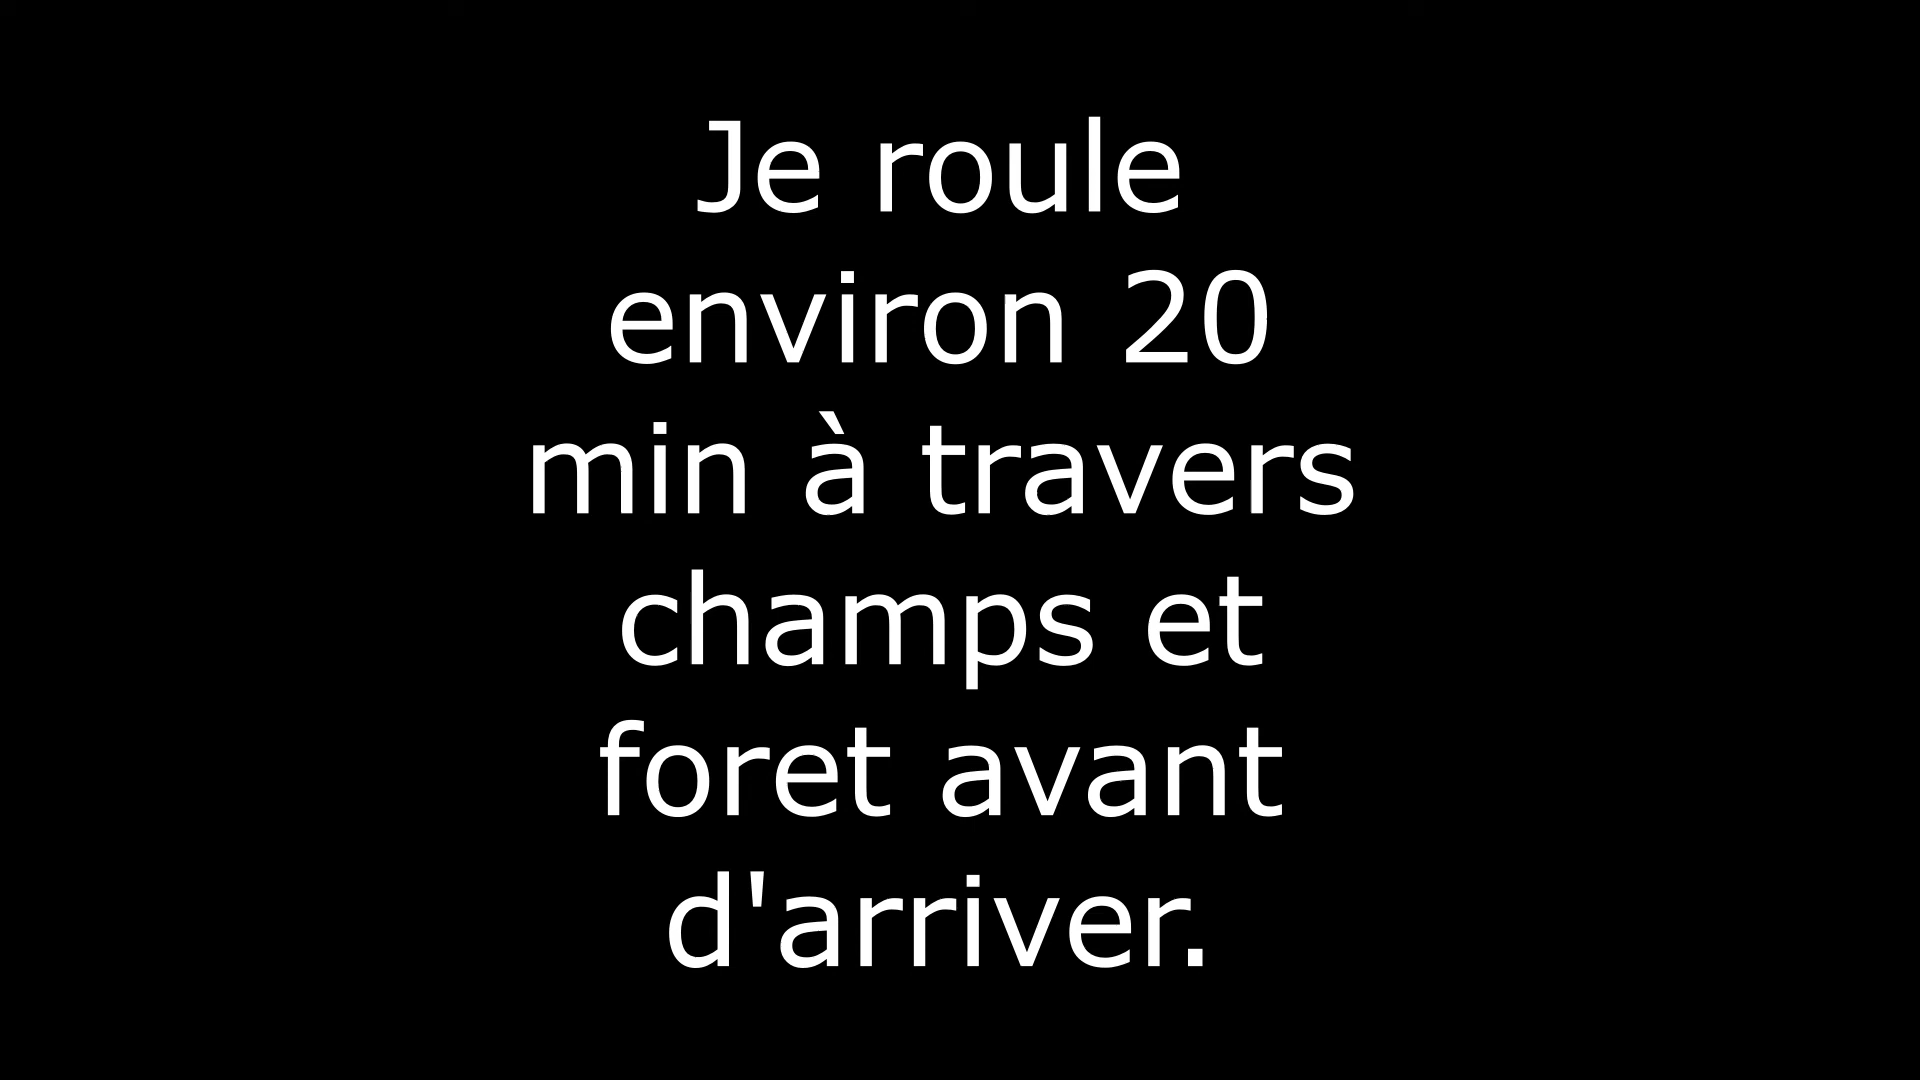 Je roule
environ 20
min à travers
champs et
foret avant
d'arriver.